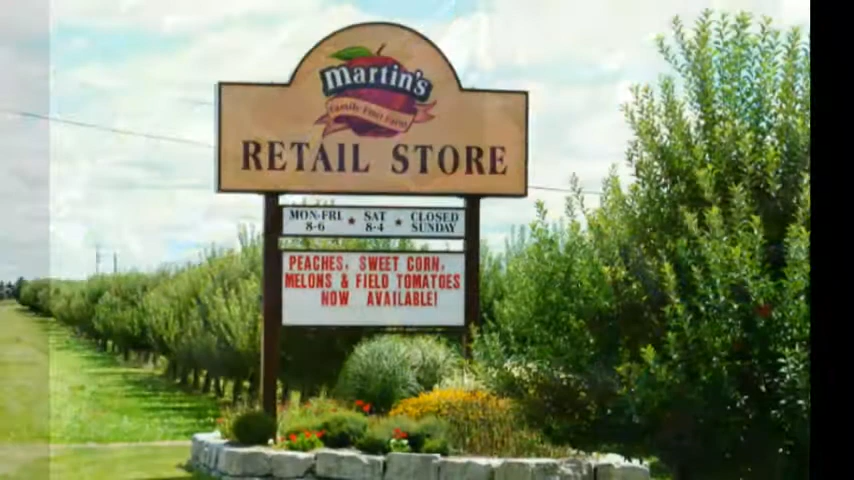 Martin's
Family Fruit Farm
RETAIL STORE
MON-FRI ★ SAT ★ CLOSED
8-6 8-4 SUNDAY
PEACHES, SWEET CORN,
MELONS & FIELD TOMATOES
NOW AVAILABLE!